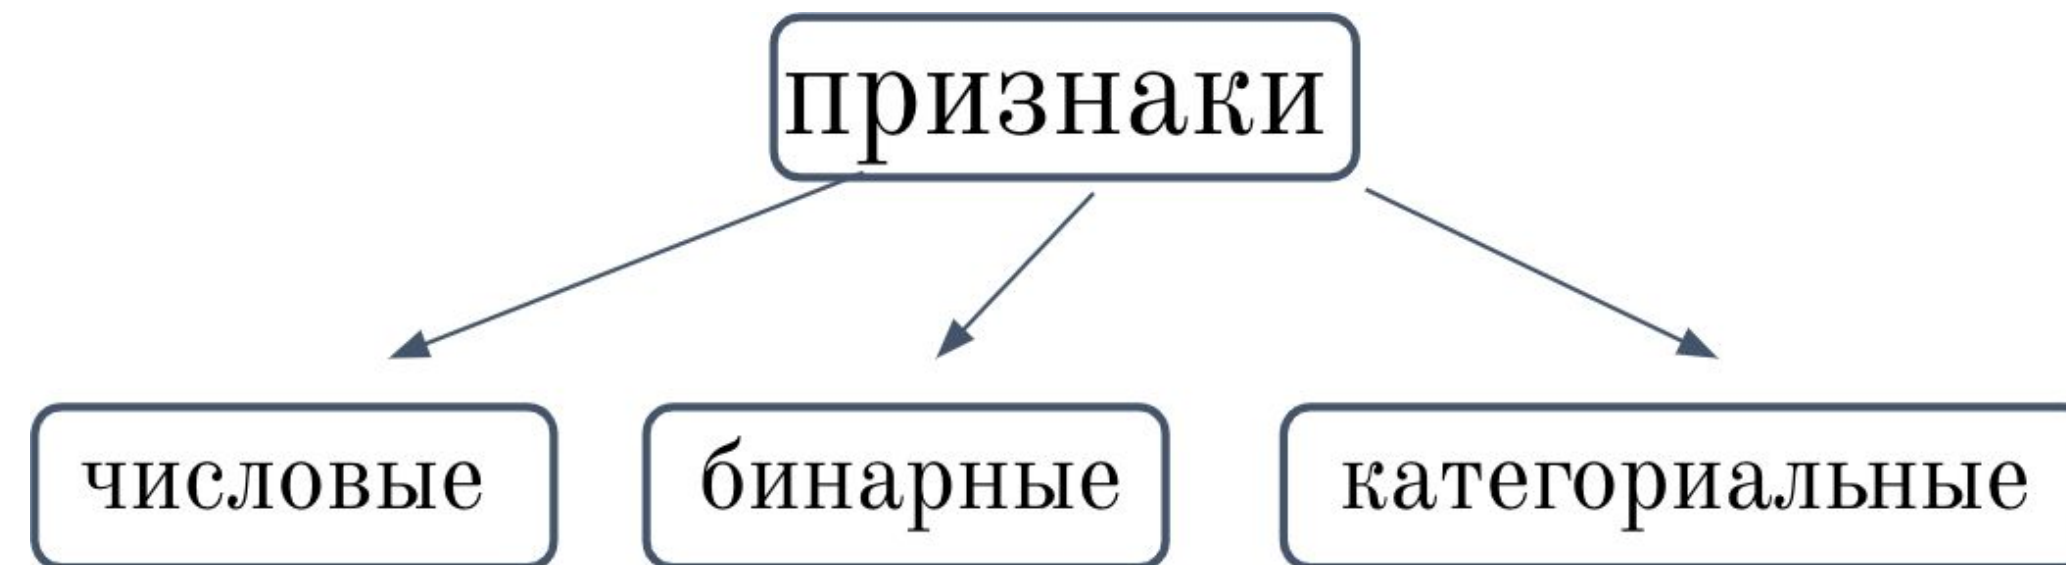 признаки
числовые бинарные категориальные